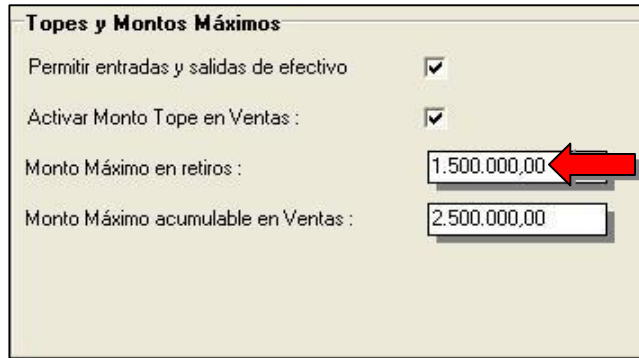 Topes y Montos Máximos
Permitir entradas y salidas de efectivo
Activar Monto Tope en Ventas :
Monto Máximo en retiros : 1.500.000,00
Monto Máximo acumulable en Ventas : 2.500.000,00